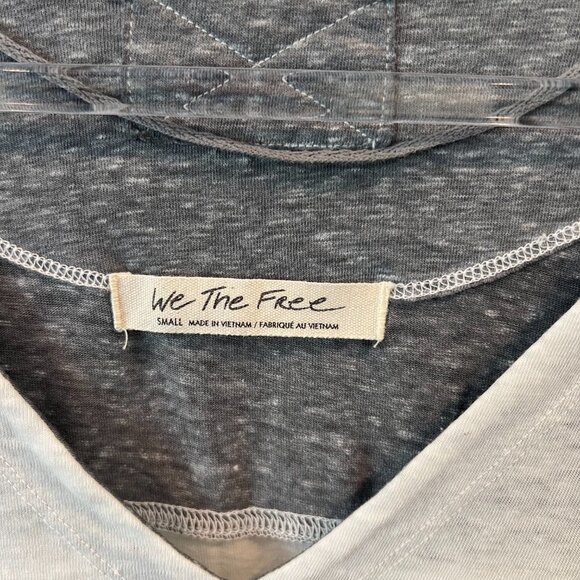 We The Free
SMALL MADE IN VIETNAM / FABRIQUÉ AU VIETNAM